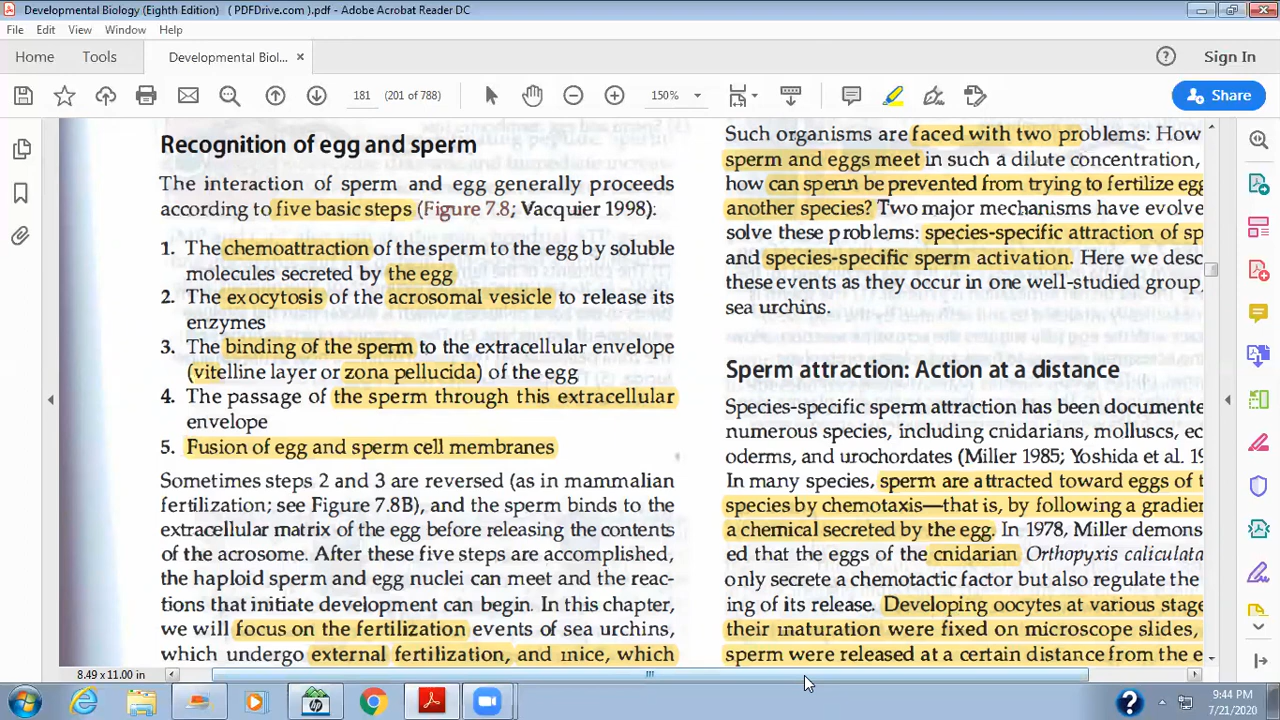 Developmental Biology (Eighth Edition) ( PDFDrive.com ).pdf - Adobe Acrobat Reader DC
File Edit View Window Help
Home Tools Developmental Biol... × Sign In
181 (201 of 788) 150% Share
Recognition of egg and sperm
The interaction of sperm and egg generally proceeds
according to five basic steps (Figure 7.8; Vacquier 1998):
1. The chemoattraction of the sperm to the egg by soluble
molecules secreted by the egg
2. The exocytosis of the acrosomal vesicle to release its
enzymes
3. The binding of the sperm to the extracellular envelope
(vitelline layer or zona pellucida) of the egg
4. The passage of the sperm through this extracellular
envelope
5. Fusion of egg and sperm cell membranes
Sometimes steps 2 and 3 are reversed (as in mammalian
fertilization; see Figure 7.8B), and the sperm binds to the
extracellular matrix of the egg before releasing the contents
of the acrosome. After these five steps are accomplished,
the haploid sperm and egg nuclei can meet and the reac-
tions that initiate development can begin. In this chapter,
we will focus on the fertilization events of sea urchins,
which undergo external fertilization, and mice, which
Such organisms are faced with two problems: How
sperm and eggs meet in such a dilute concentration,
how can sperm be prevented from trying to fertilize egg
another species? Two major mechanisms have evolve
solve these problems: species-specific attraction of sp
and species-specific sperm activation. Here we desc
these events as they occur in one well-studied group,
sea urchins.
Sperm attraction: Action at a distance
Species-specific sperm attraction has been documente
numerous species, including cnidarians, molluscs, ec
oderms, and urochordates (Miller 1985; Yoshida et al. 19
In many species, sperm are attracted toward eggs of t
species by chemotaxis—that is, by following a gradien
a chemical secreted by the egg. In 1978, Miller demons
ed that the eggs of the cnidarian Orthopyxis caliculata
only secrete a chemotactic factor but also regulate the
ing of its release. Developing oocytes at various stage
their maturation were fixed on microscope slides,
sperm were released at a certain distance from the e
8.49 x 11.00 in
9:44 PM
7/21/2020